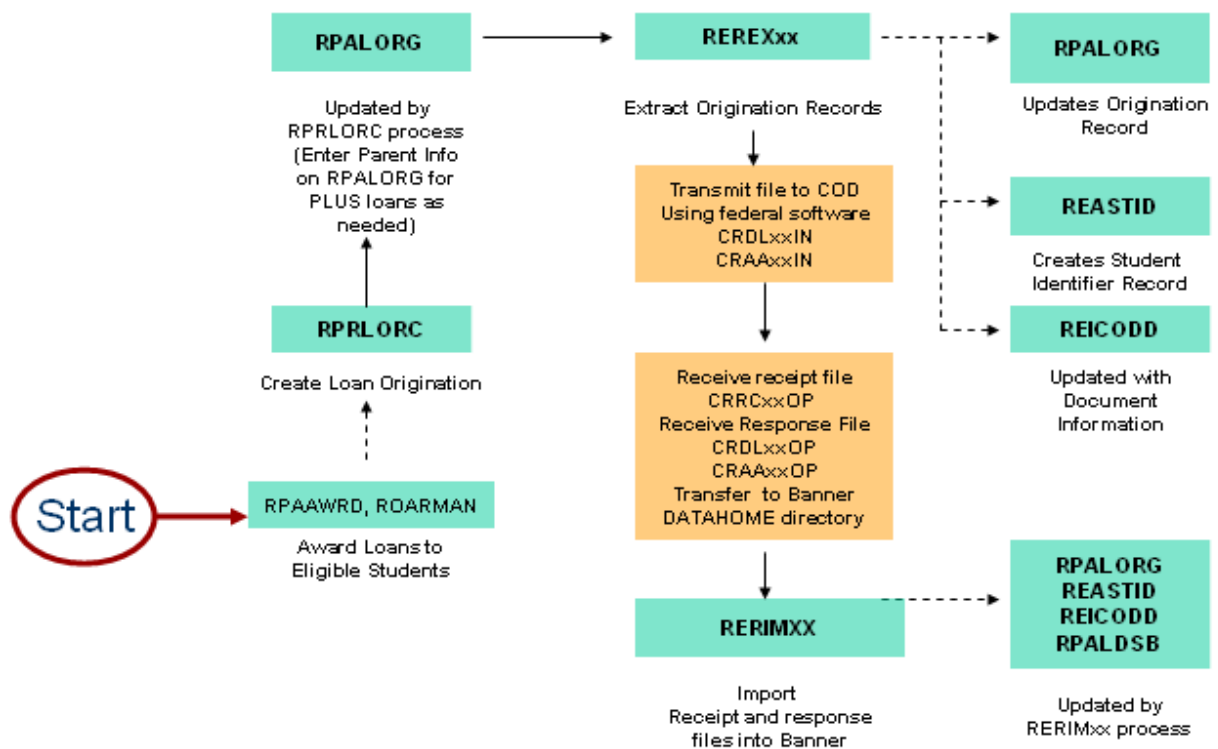 RPALORG
Updated by
RPRLORC process
(Enter Parent Info
on RPALORG for
PLUS loans as
needed)
RPRLORC
Create Loan Origination
Start
RPAAWRD, ROARMAN
Award Loans to
Eligible Students
REREXxx
Extract Origination Records
Transmit file to COD
Using federal software
CRDLxxIN
CRAAxxIN
Receive receipt file
CRRCxxOP
Receive Response File
CRDLxxOP
CRAAxxOP
Transfer to Banner
DATAHOME directory
RERIMXX
Import
Receipt and response
files into Banner
RPALORG
Updates Origination
Record
REASTID
Creates Student
Identifier Record
REICODD
Updated with
Document
Information
RPALORG
REASTID
REICODD
RPALDSB
Updated by
RERIMxx process